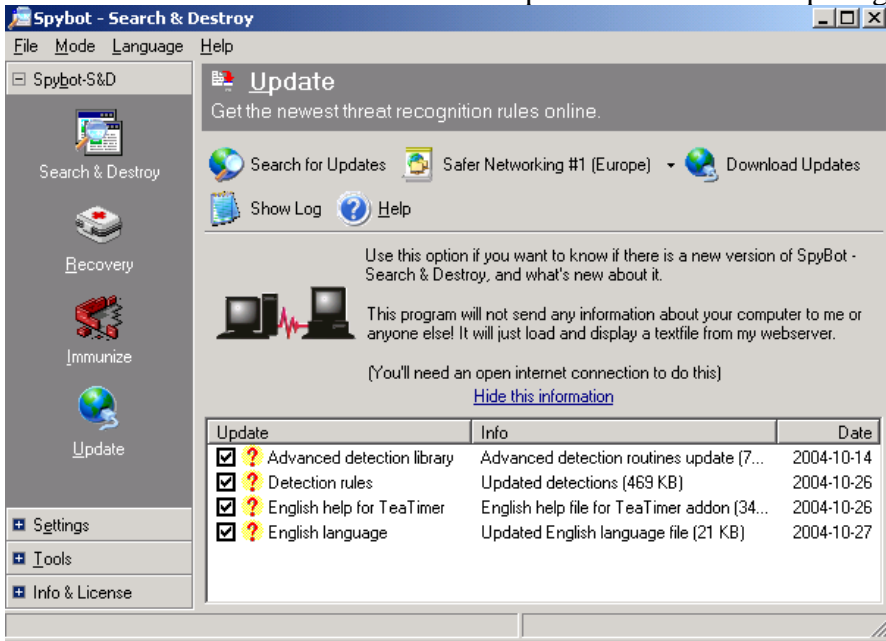 Spybot - Search & Destroy
File Mode Language Help
Spybot-S&D
Search & Destroy
Recovery
Immunize
Update
Settings
Tools
Info & License
Update
Get the newest threat recognition rules online.
Search for Updates Safer Networking #1 (Europe) Download Updates
Show Log Help
Use this option if you want to know if there is a new version of SpyBot -
Search & Destroy, and what's new about it.
This program will not send any information about your computer to me or
anyone else! It will just load and display a textfile from my webserver.
(You'll need an open internet connection to do this)
Hide this information
Update Info Date
Advanced detection library Advanced detection routines update (7... 2004-10-14
Detection rules Updated detections (469 KB) 2004-10-26
English help for TeaTimer English help file for TeaTimer addon (34... 2004-10-26
English language Updated English language file (21 KB) 2004-10-27